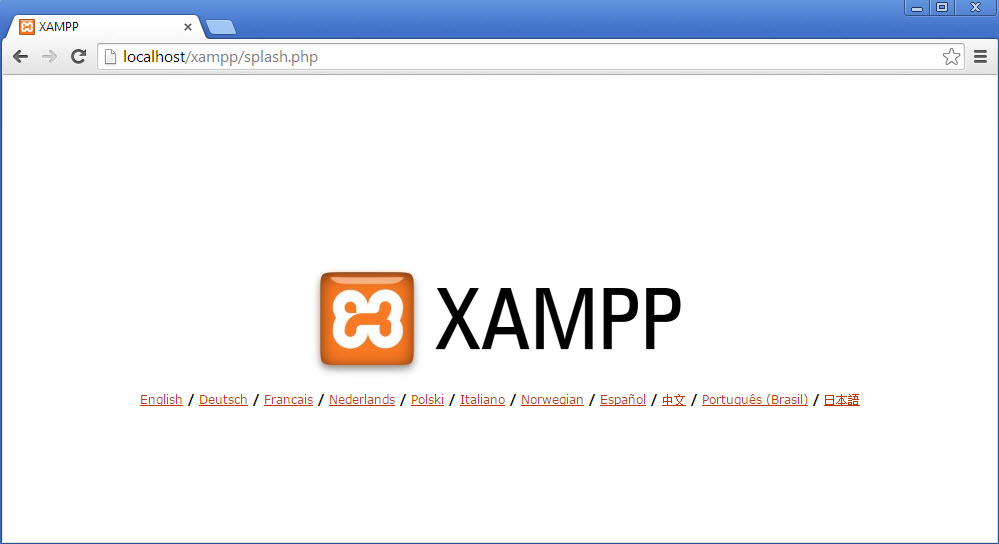 XAMPP
localhost/xampp/splash.php
XAMPP
English / Deutsch / Francais / Nederlands / Polski / Italiano / Norwegian / Español / 中文 / Português (Brasil) / 日本語